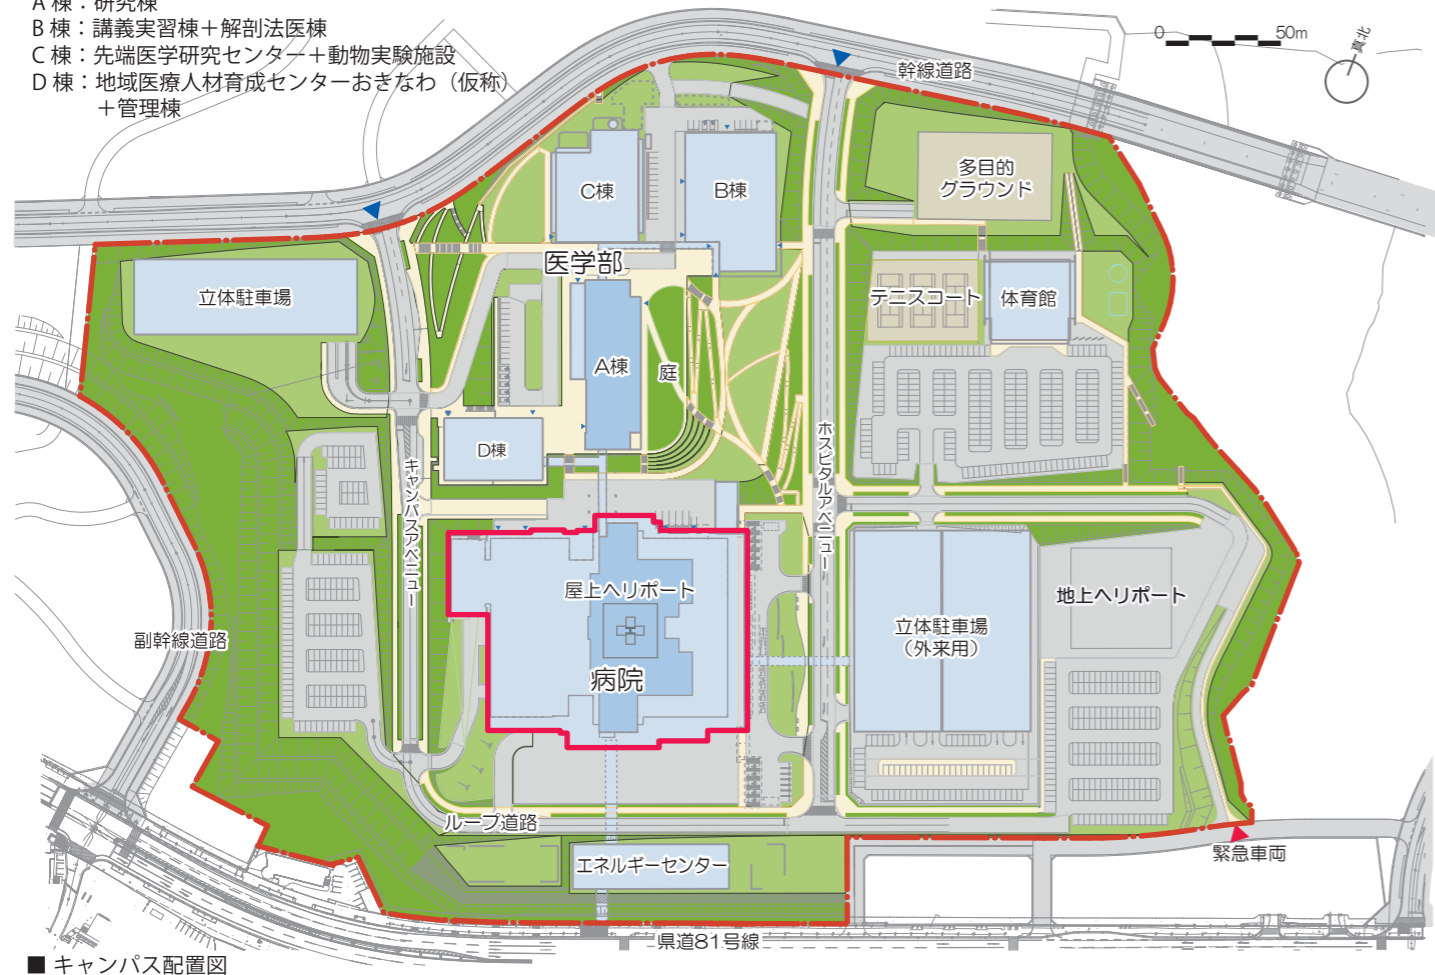 A 棟：研究棟
B 棟：講義実習棟＋解剖法医棟
C 棟：先端医学研究センター＋動物実験施設
D 棟：地域医療人材育成センターおきなわ（仮称）
＋管理棟
0 50m
真北
幹線道路
多目的
グラウンド
C棟
B棟
医学部
立体駐車場
テニスコート
体育館
A棟
庭
D棟
キャンパスアベニュー
ホスピタルアベニュー
屋上ヘリポート
地上ヘリポート
立体駐車場
（外来用）
副幹線道路
病院
ループ道路
エネルギーセンター
緊急車両
県道81号線
■ キャンパス配置図